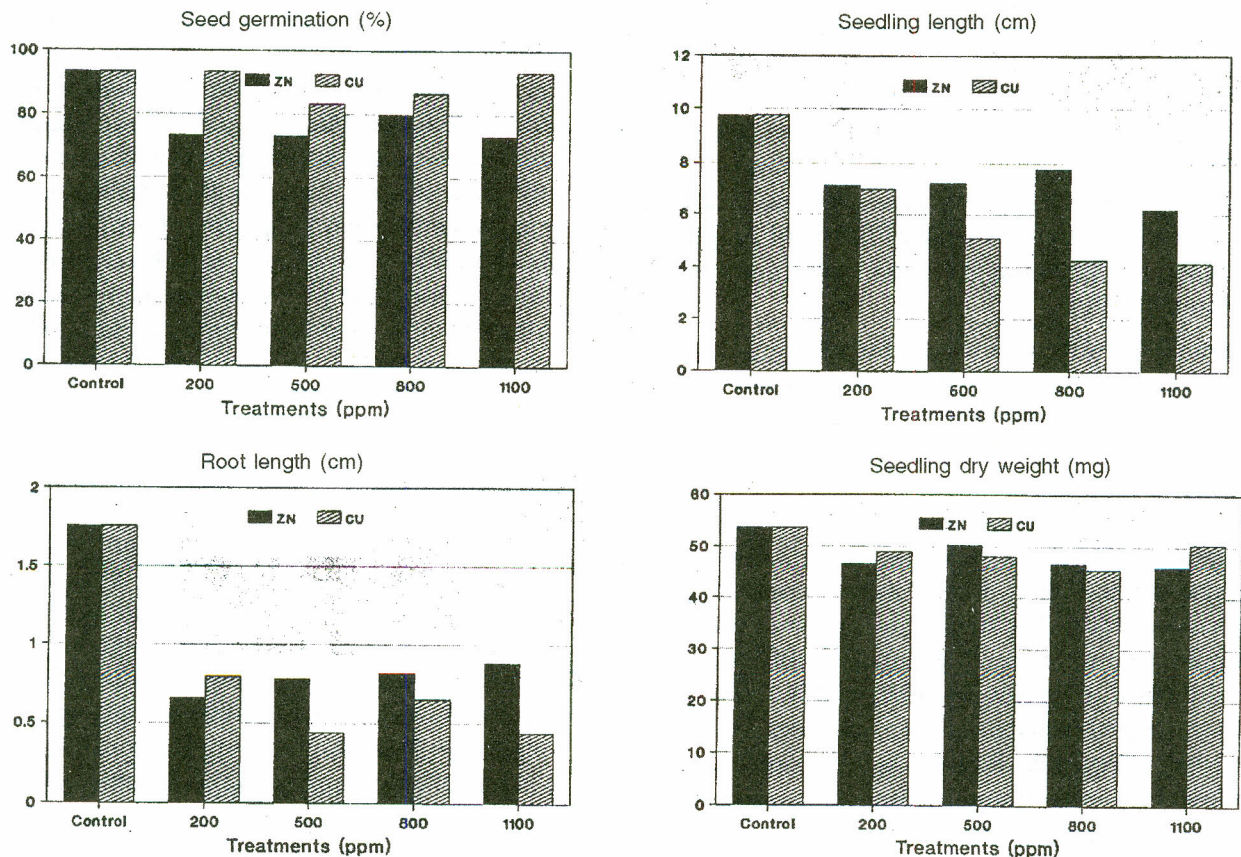 Seed germination (%)
100
80
60
40
20
0
ZN CU
Control 200 500 800 1100
Treatments (ppm)
Seedling length (cm)
12
10
8
6
4
2
0
ZN CU
Control 200 600 800 1100
Treatments (ppm)
Root length (cm)
2
1.5
1
0.5
0
ZN CU
Control 200 500 800 1100
Treatments (ppm)
Seedling dry weight (mg)
60
50
40
30
20
10
0
ZN CU
Control 200 500 800 1100
Treatments (ppm)